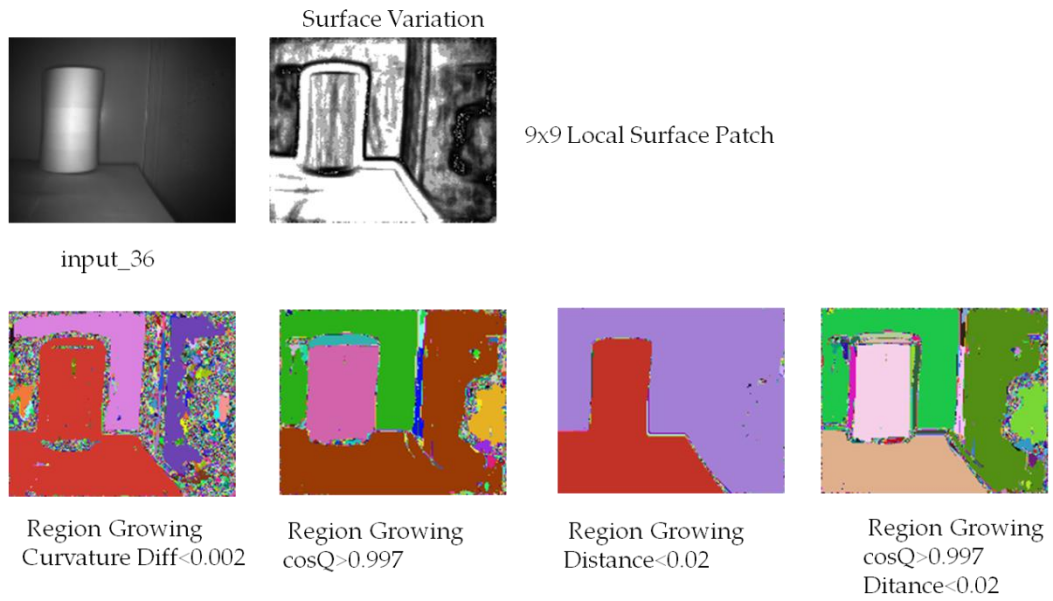 Surface Variation
9x9 Local Surface Patch
input_36
Region Growing
Curvature Diff<0.002
Region Growing
cosQ>0.997
Region Growing
Distance<0.02
Region Growing
cosQ>0.997
Ditance<0.02